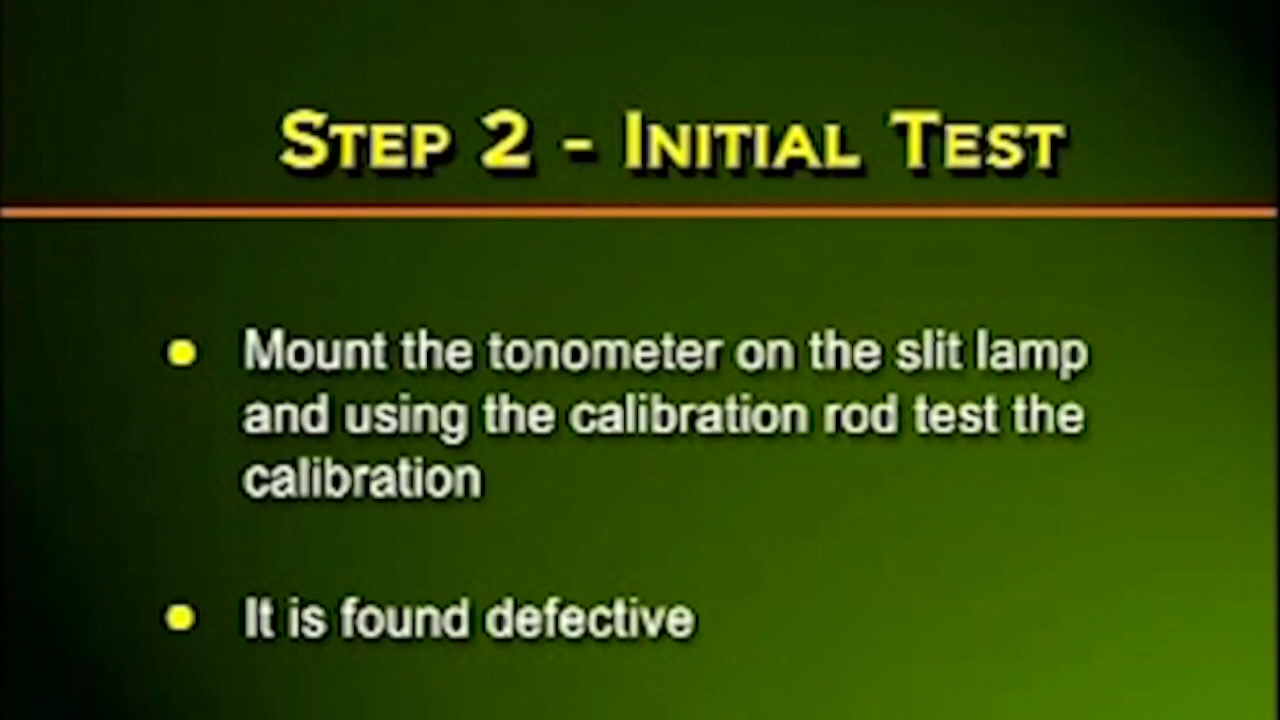 STEP 2 - INITIAL TEST
Mount the tonometer on the slit lamp
and using the calibration rod test the
calibration
It is found defective